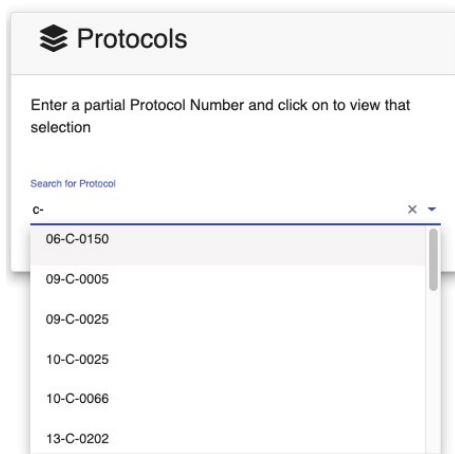 Protocols
Enter a partial Protocol Number and click on to view that
selection
Search for Protocol
c-
06-C-0150
09-C-0005
09-C-0025
10-C-0025
10-C-0066
13-C-0202